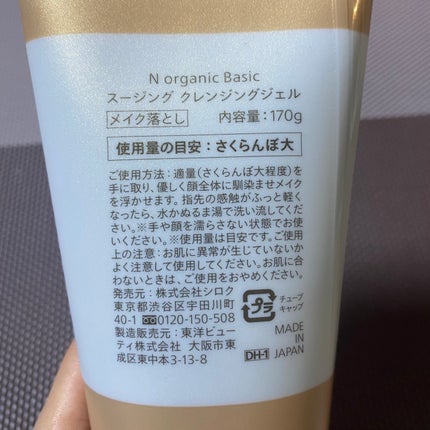 N organic Basic
スージング クレンジングジェル
メイク落とし 内容量:170g
使用量の目安:さくらんぼ大
ご使用方法:適量(さくらんぼ大程度)を
手に取り、優しく顔全体に馴染ませメイク
を浮かせます。指先の感触がふっと軽く
なったら、水かぬるま湯で洗い流してくだ
さい。※手や顔を濡らさない状態でお使
いください。※使用量は目安です。ご使用
上の注意:お肌に異常が生じていないか
よく注意して使用してください。お肌に合
わないときは、ご使用をおやめください。
発売元:株式会社シロク
東京都渋谷区宇田川町
40-1 0120-150-508
製造販売元:東洋ビュー
ティ株式会社 大阪市東
成区東中本3-13-8
プラ
チューブ
キャップ
DH-1
MADE
IN
JAPAN